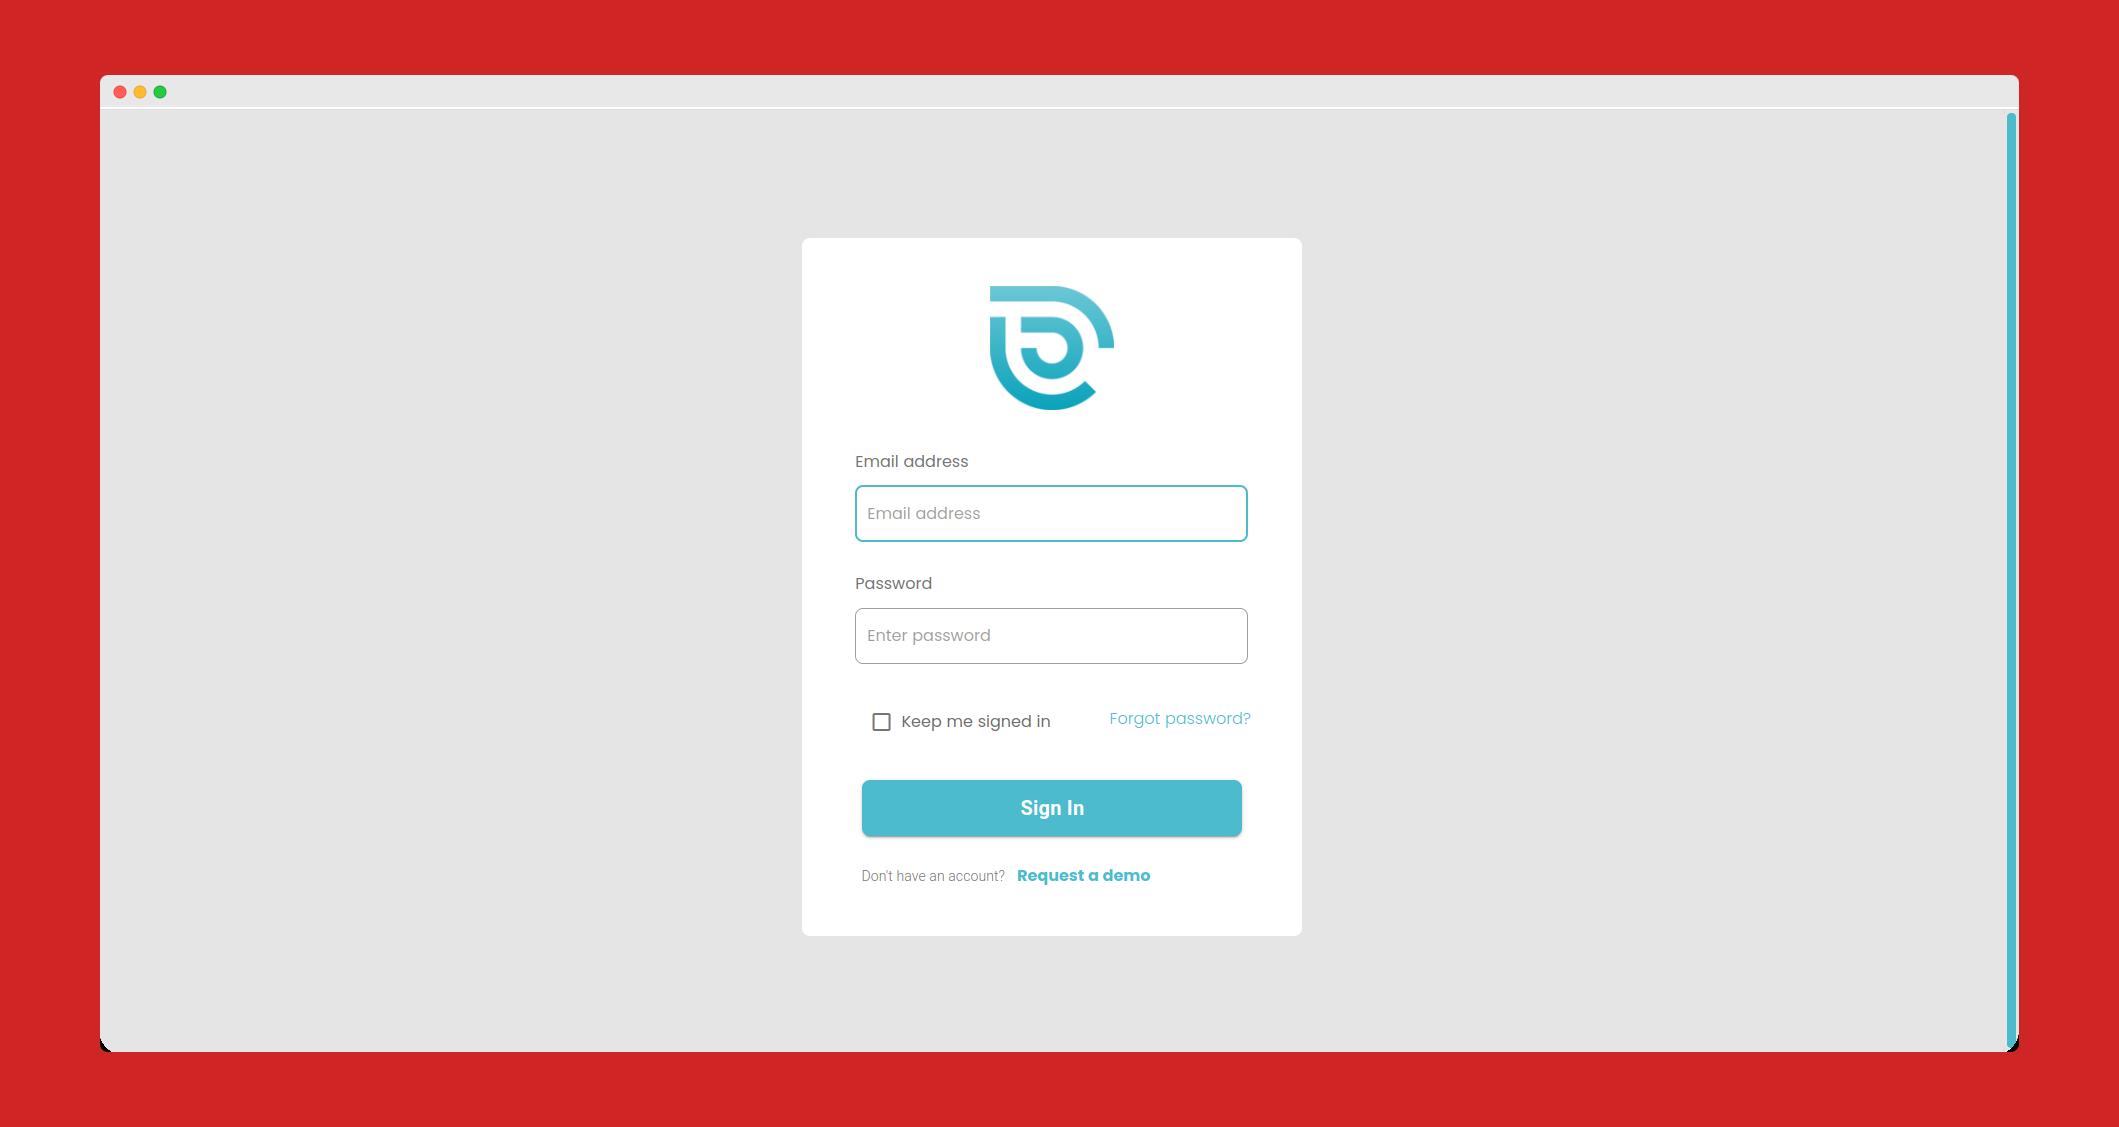 Email address
Email address
Password
Enter password
Keep me signed in Forgot password?
Sign In
Don't have an account? Request a demo